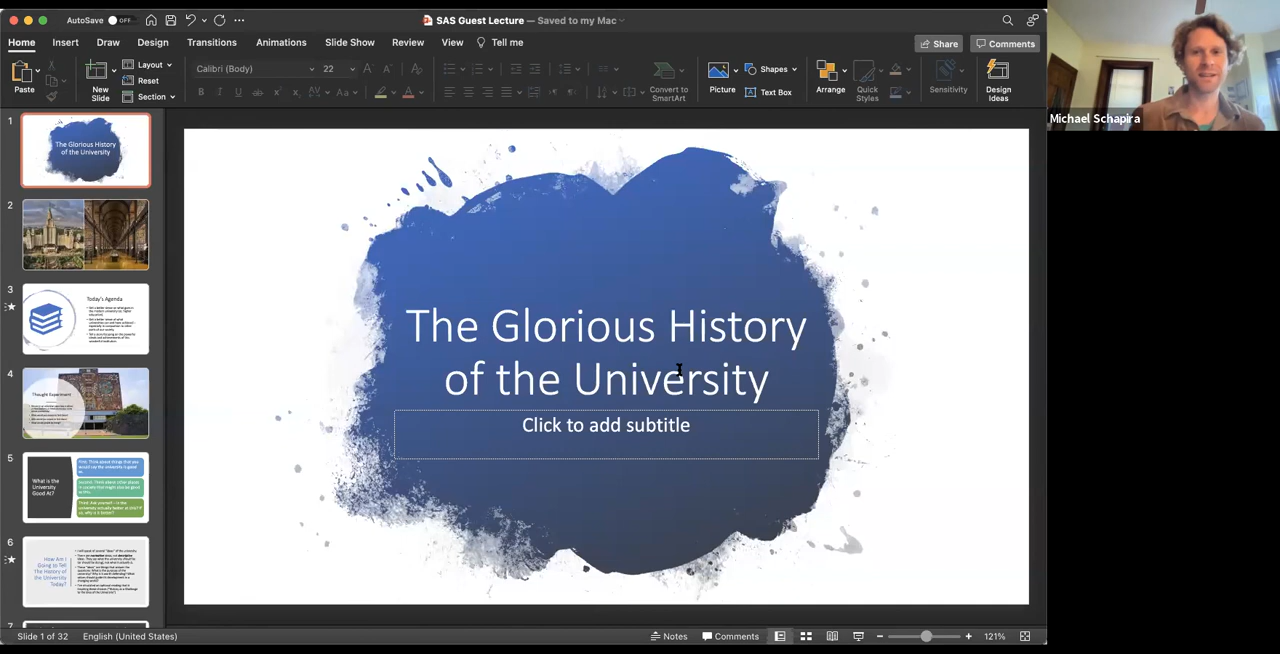 AutoSave OFF
SAS Guest Lecture — Saved to my Mac
Home Insert Draw Design Transitions Animations Slide Show Review View Tell me
Share Comments
Paste
New
Slide
Layout
Reset
Section
Calibri (Body) 22
Convert to
SmartArt
Picture
Shapes
Text Box
Arrange
Quick
Styles
Sensitivity
Design
Ideas
Michael Schapira
1
The Glorious History
of the University
2
3
Today's Agenda
4
Thought Experiment
5
What is the
University
Good At?
6
How Am I
Going to Tell
The History of
the University
Today?
7
The Glorious History
of the University
Click to add subtitle
Slide 1 of 32 English (United States)
Notes Comments 121%